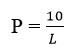 P = 10/L